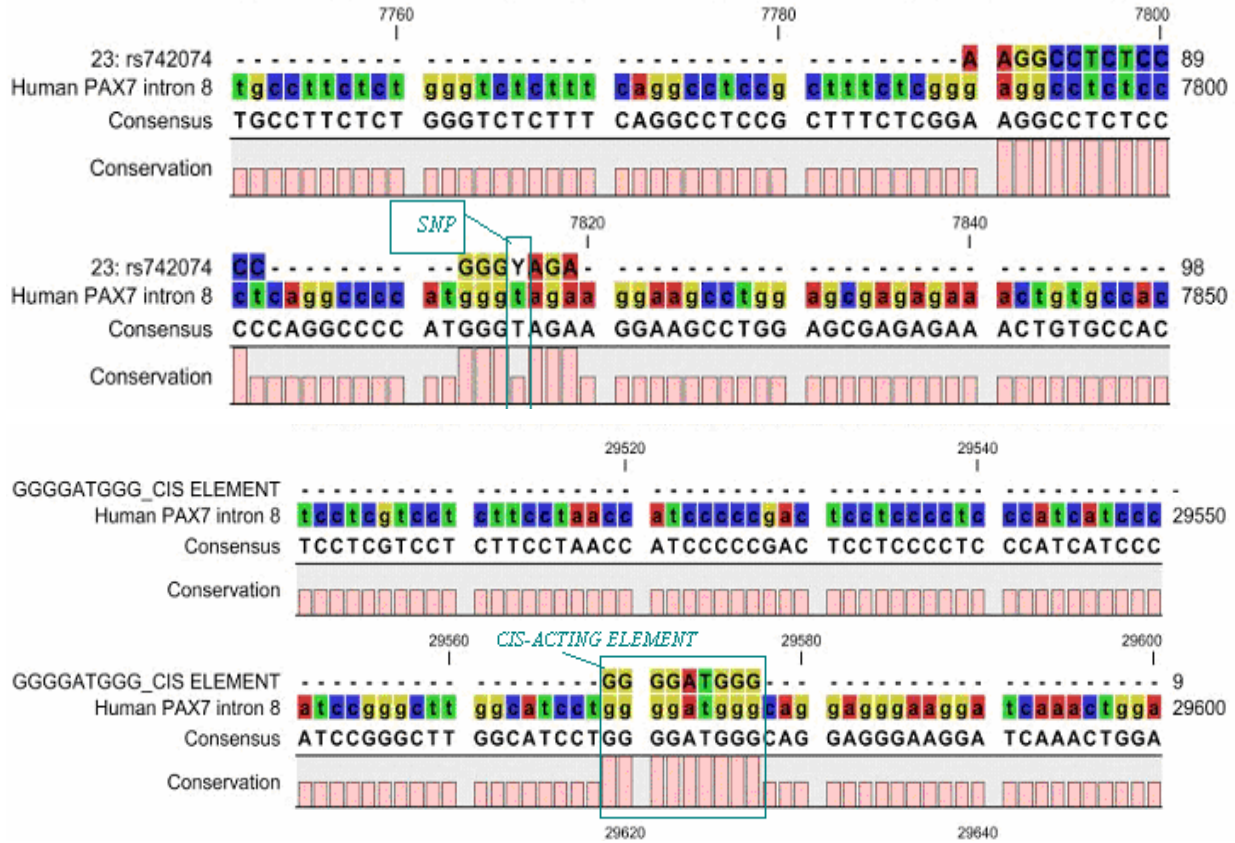 7760 7780 7800
23: rs742074 - - - - - - - - - - - - - - - - - - - - - - - - - - - - - - - - - - - - - - - A AGGCCTCTCC 89
Human PAX7 intron 8 tgccttctct gggtctcttt caggcctccg ctttctcggg aggcctctcc 7800
Consensus TGCCTTCTCT GGGTCTCTTT CAGGCCTCCG CTTTCTCGGA AGGCCTCTCC
Conservation
SNP 7820 7840
23: rs742074 CC- - - - - - - - - - GGGYAGA- - - - - - - - - - - - - - - - - - - - - - - - - - - - - - - 98
Human PAX7 intron 8 ctcaggcccc atgggtagaa ggaagcctgg agcgagagaa actgtgccac 7850
Consensus CCCAGGCCCC ATGGGTAGAA GGAAGCCTGG AGCGAGAGAA ACTGTGCCAC
Conservation
29520 29540
GGGGATGGG_CIS ELEMENT - - - - - - - - - - - - - - - - - - - - - - - - - - - - - - - - - - - - - - - - - - - - - - - - - - -
Human PAX7 intron 8 tcctcgtcct cttcctaacc atcccccgac tcctcccctc ccatcatccc 29550
Consensus TCCTCGTCCT CTTCCTAACC ATCCCCCGAC TCCTCCCCTC CCATCATCCC
Conservation
29560 CIS-ACTING ELEMENT 29580 29600
GGGGATGGG_CIS ELEMENT - - - - - - - - - - - - - - - - - - GG GGATGGG- - - - - - - - - - - - - - - - - - - - - - - 9
Human PAX7 intron 8 atccgggctt ggcatcctgg ggatgggcag gagggaagga tcaaactgga 29600
Consensus ATCCGGGCTT GGCATCCTGG GGATGGGCAG GAGGGAAGGA TCAAACTGGA
Conservation
29620 29640